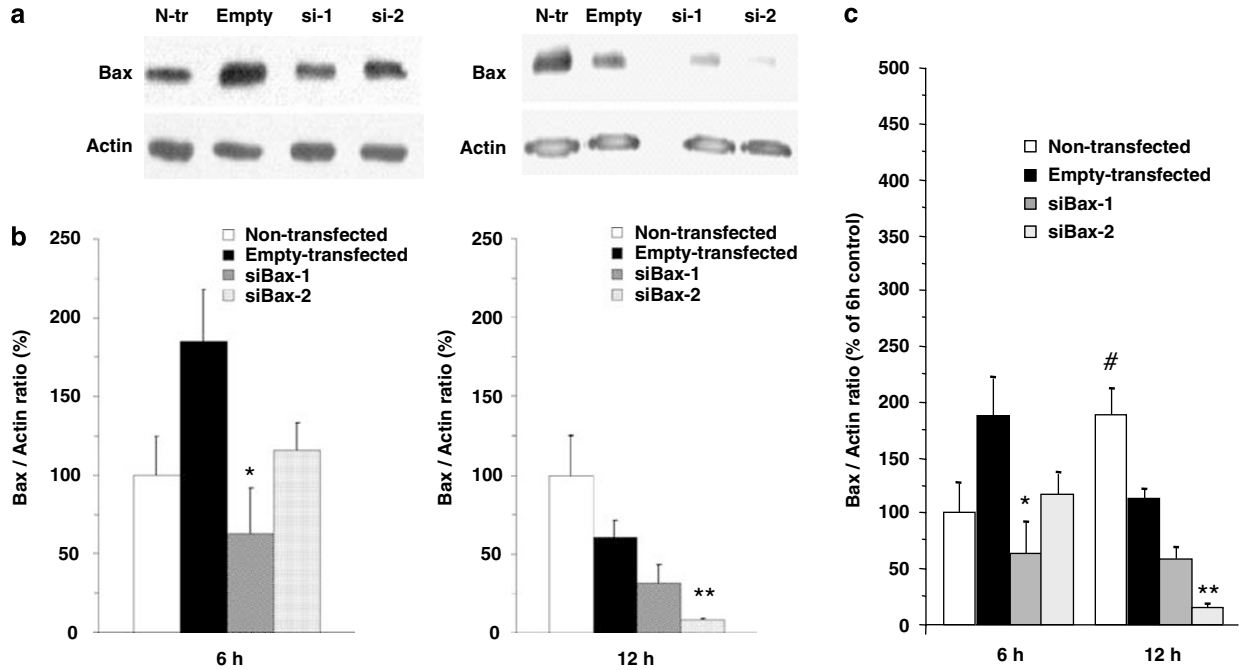 a
N-tr Empty si-1 si-2
Bax
Actin
N-tr Empty si-1 si-2
Bax
Actin
b
Bax / Actin ratio (%)
250
200
150
100
50
0
Non-transfected
Empty-transfected
siBax-1
siBax-2
*
6 h
Bax / Actin ratio (%)
250
200
150
100
50
0
Non-transfected
Empty-transfected
siBax-1
siBax-2
**
12 h
c
Bax / Actin ratio (% of 6h control)
500
450
400
350
300
250
200
150
100
50
0
Non-transfected
Empty-transfected
siBax-1
siBax-2
*
#
**
6 h 12 h